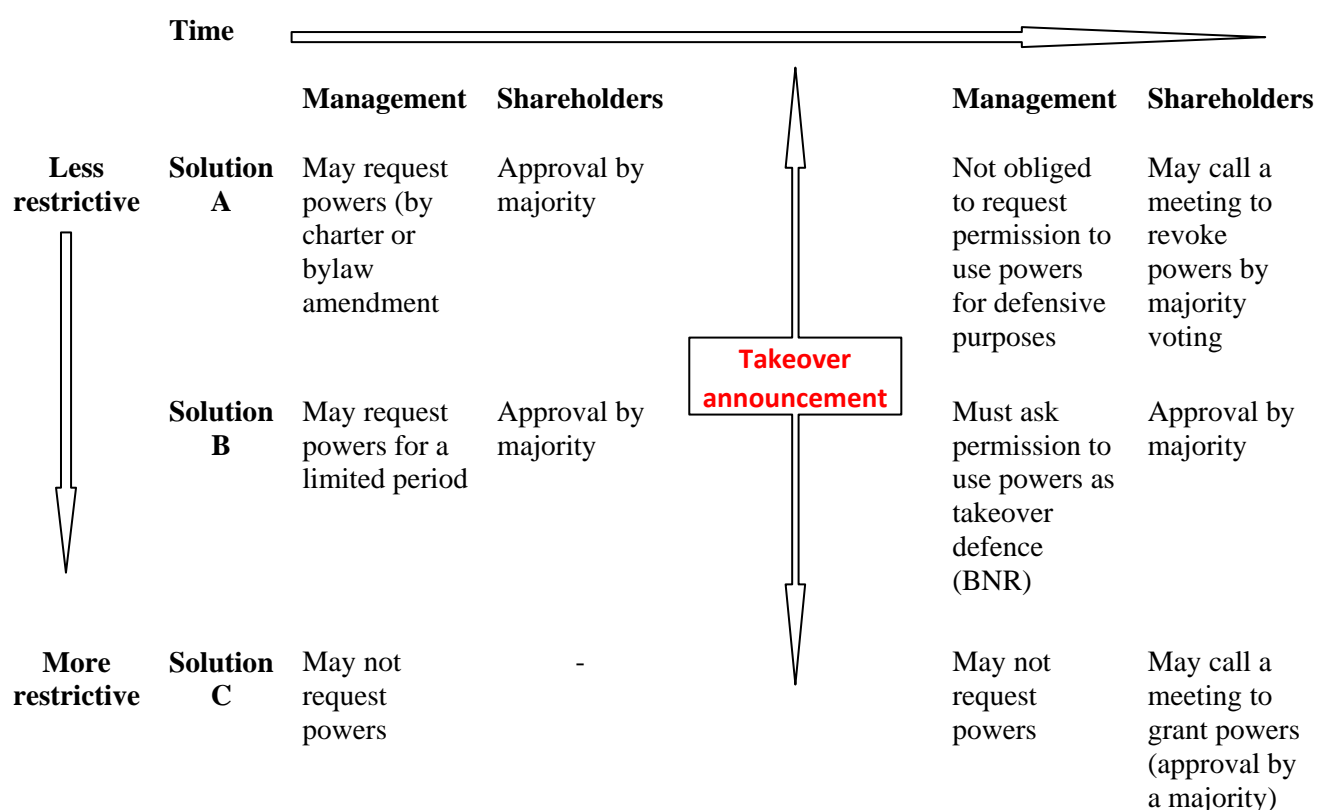 Time
Management Shareholders Management Shareholders
Less restrictive
Solution A
May request
powers (by
charter or
bylaw
amendment
Approval by
majority
Not obliged
to request
permission to
use powers
for defensive
purposes
May call a
meeting to
revoke
powers by
majority
voting
Takeover
announcement
Solution
B
May request
powers for a
limited period
Approval by
majority
Must ask
permission to
use powers as
takeover
defence
(BNR)
Approval by
majority
More
restrictive
Solution
C
May not
request
powers
-
May not
request
powers
May call a
meeting to
grant powers
(approval by
a majority)